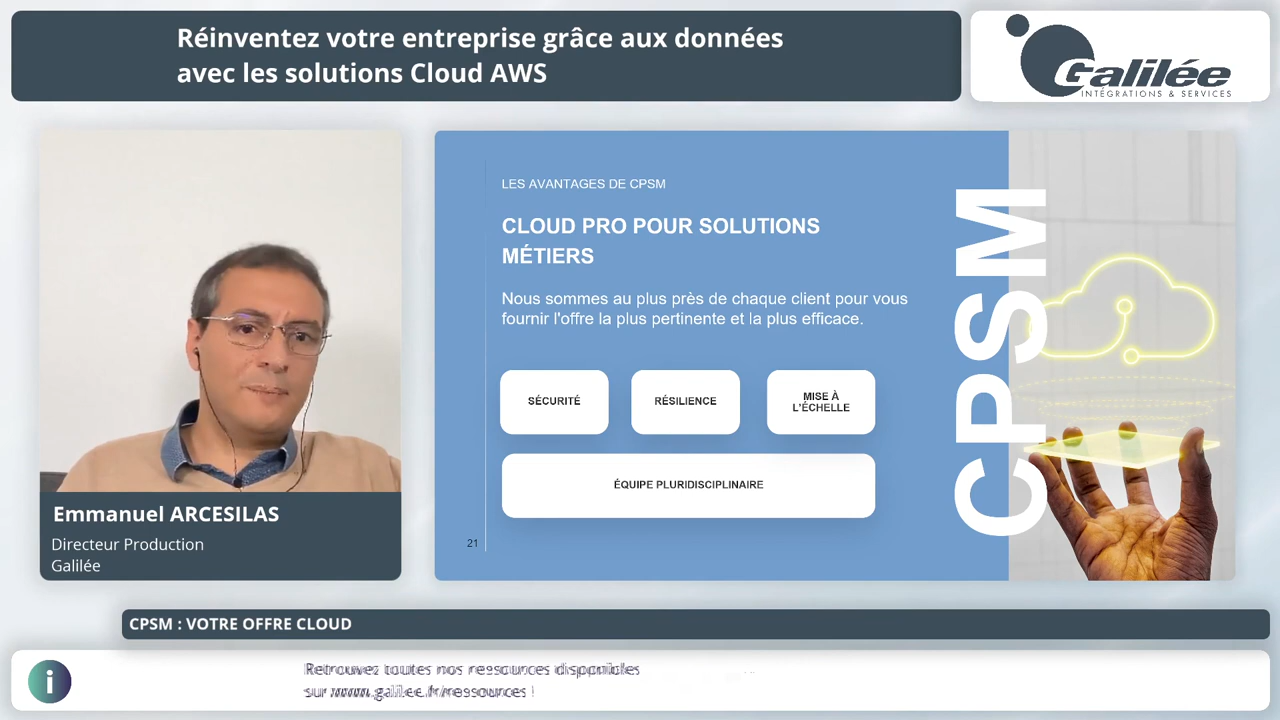 Réinventez votre entreprise grâce aux données
avec les solutions Cloud AWS
Galilée
INTÉGRATIONS & SERVICES
LES AVANTAGES DE CPSM
CLOUD PRO POUR SOLUTIONS
MÉTIERS
Nous sommes au plus près de chaque client pour vous
fournir l'offre la plus pertinente et la plus efficace.
SÉCURITÉ
RÉSILIENCE
MISE À
L'ÉCHELLE
ÉQUIPE PLURIDISCIPLINAIRE
21
CPSM
Emmanuel ARCESILAS
Directeur Production
Galilée
CPSM : VOTRE OFFRE CLOUD
i
Retrouvez toutes nos ressources disponibles
sur www.galilee.fr/ressources !